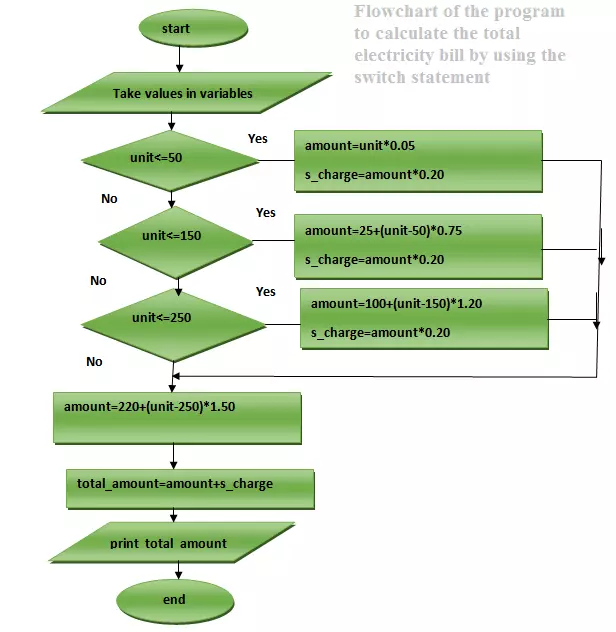 Flowchart of the program
to calculate the total
electricity bill by using the
switch statement
start
Take values in variables
unit<=50
Yes
amount=unit*0.05
s_charge=amount*0.20
No
unit<=150
Yes
amount=25+(unit-50)*0.75
s_charge=amount*0.20
No
unit<=250
Yes
amount=100+(unit-150)*1.20
s_charge=amount*0.20
No
amount=220+(unit-250)*1.50
total_amount=amount+s_charge
print total amount
end